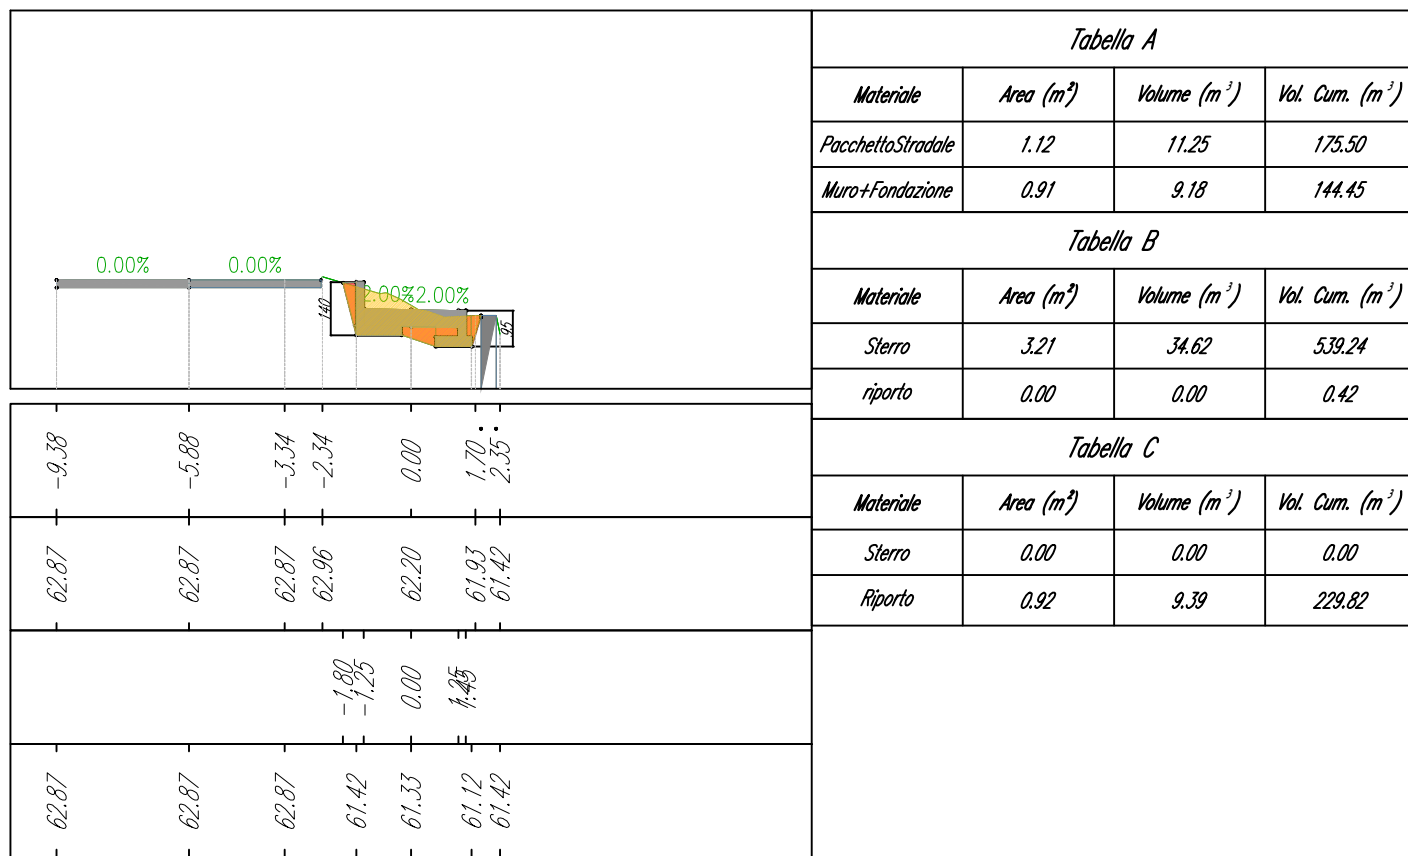 Tabella A
Materiale Area (m²) Volume (m³) Vol. Cum. (m³)
PacchettoStradale 1.12 11.25 175.50
Muro+Fondazione 0.91 9.18 144.45
Tabella B
Materiale Area (m²) Volume (m³) Vol. Cum. (m³)
Sterro 3.21 34.62 539.24
riporto 0.00 0.00 0.42
Tabella C
Materiale Area (m²) Volume (m³) Vol. Cum. (m³)
Sterro 0.00 0.00 0.00
Riporto 0.92 9.39 229.82
0.00% 0.00%
2.00% 2.00%
140 95
-9.38 -5.88 -3.34 -2.34 0.00 1.70 2.35
62.87 62.87 62.87 62.96 62.20 61.93 61.42
-1.80 -1.25 0.00 1.25 1.45
62.87 62.87 62.87 61.42 61.33 61.12 61.42